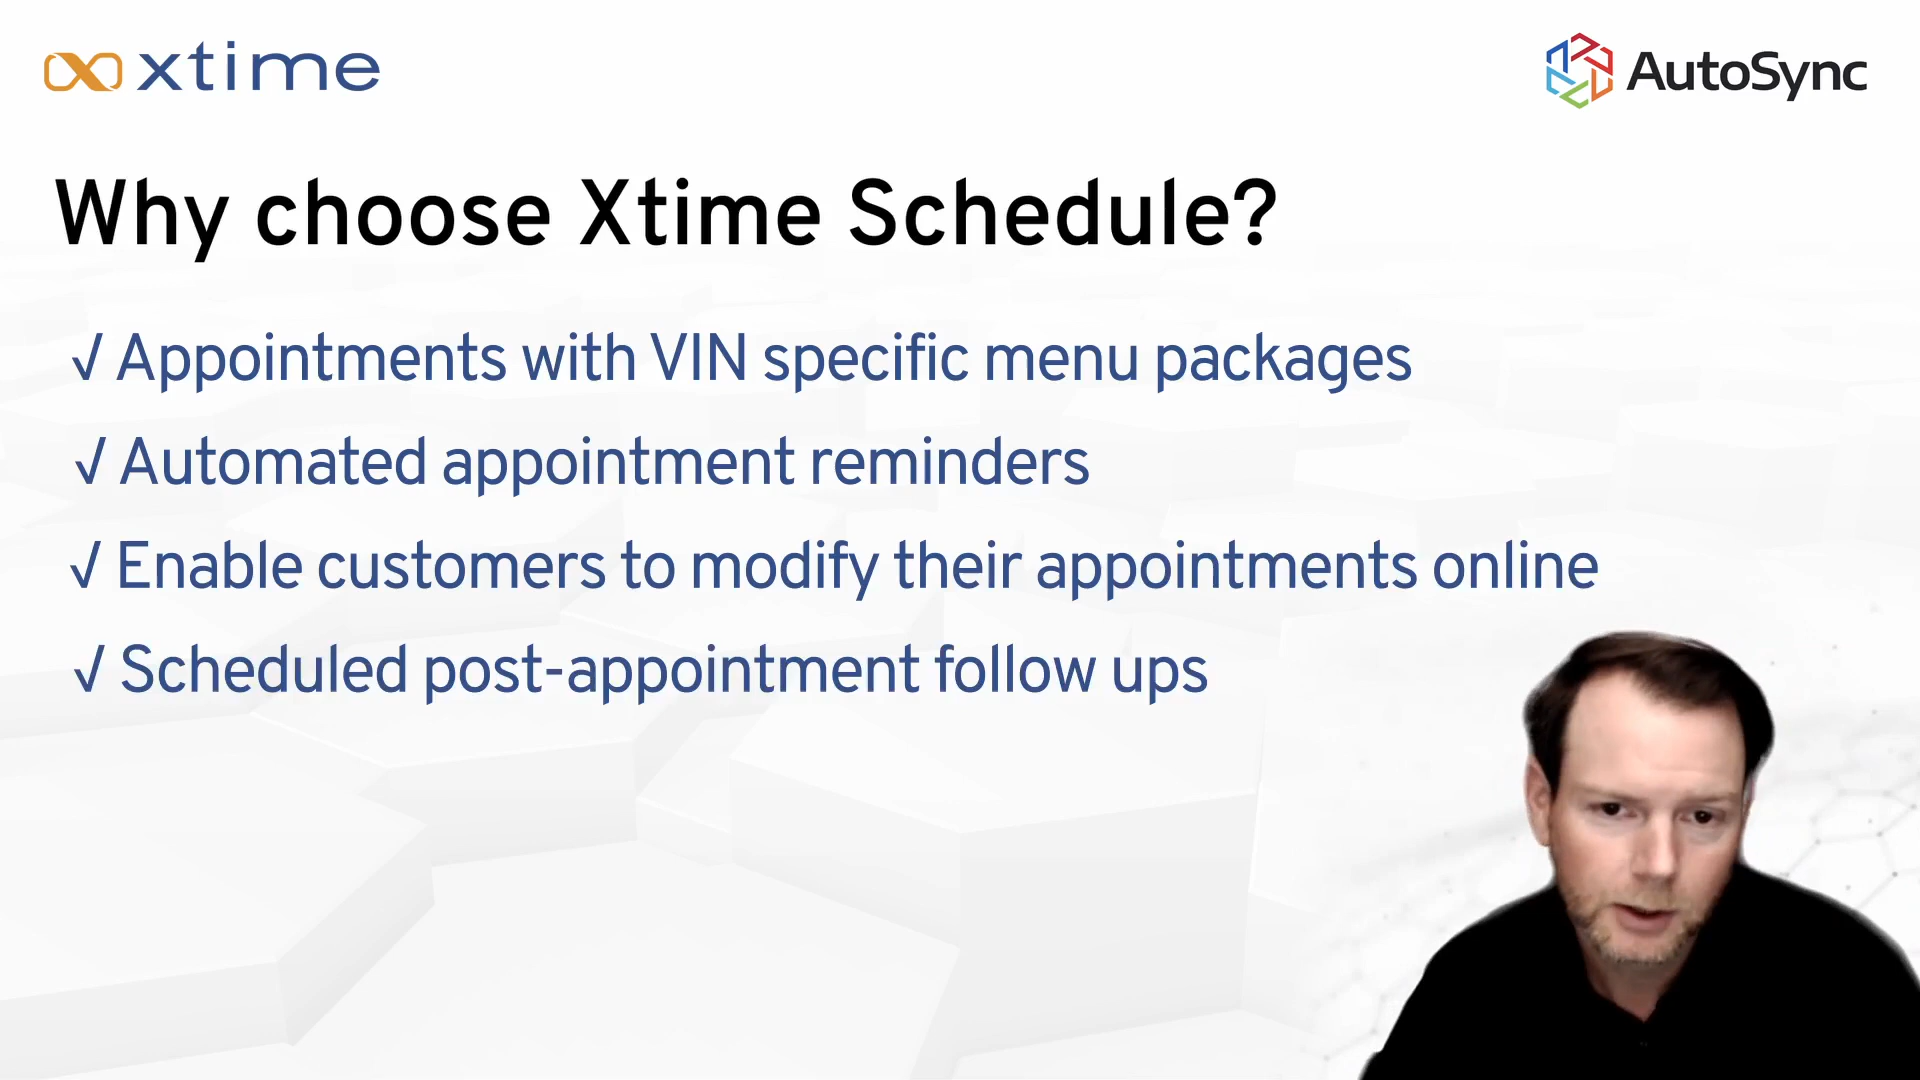 xtime
AutoSync
Why choose Xtime Schedule?
√ Appointments with VIN specific menu packages
√ Automated appointment reminders
√ Enable customers to modify their appointments online
√ Scheduled post-appointment follow ups